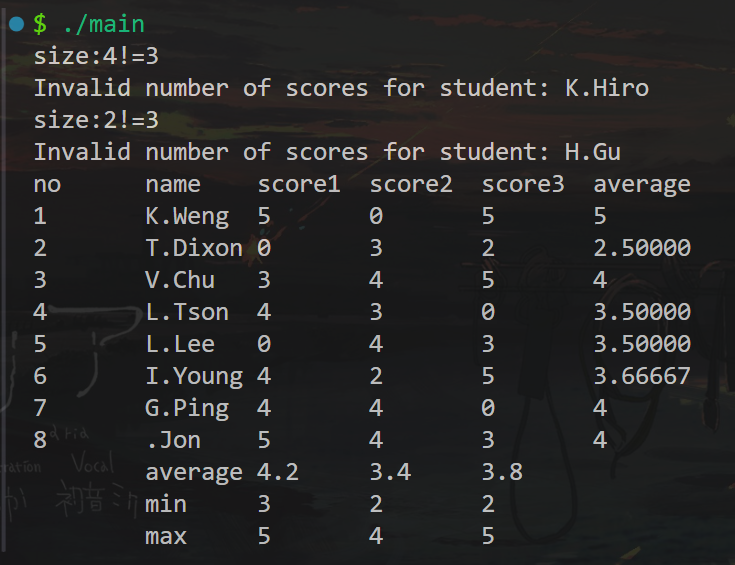 $ ./main
size:4!=3
Invalid number of scores for student: K.Hiro
size:2!=3
Invalid number of scores for student: H.Gu
no name score1 score2 score3 average
1 K.Weng 5 0 5 5
2 T.Dixon 0 3 2 2.50000
3 V.Chu 3 4 5 4
4 L.Tson 4 3 0 3.50000
5 L.Lee 0 4 3 3.50000
6 I.Young 4 2 5 3.66667
7 G.Ping 4 4 0 4
8 .Jon 5 4 3 4
average 4.2 3.4 3.8
min 3 2 2
max 5 4 5
Vocal
初音ミク